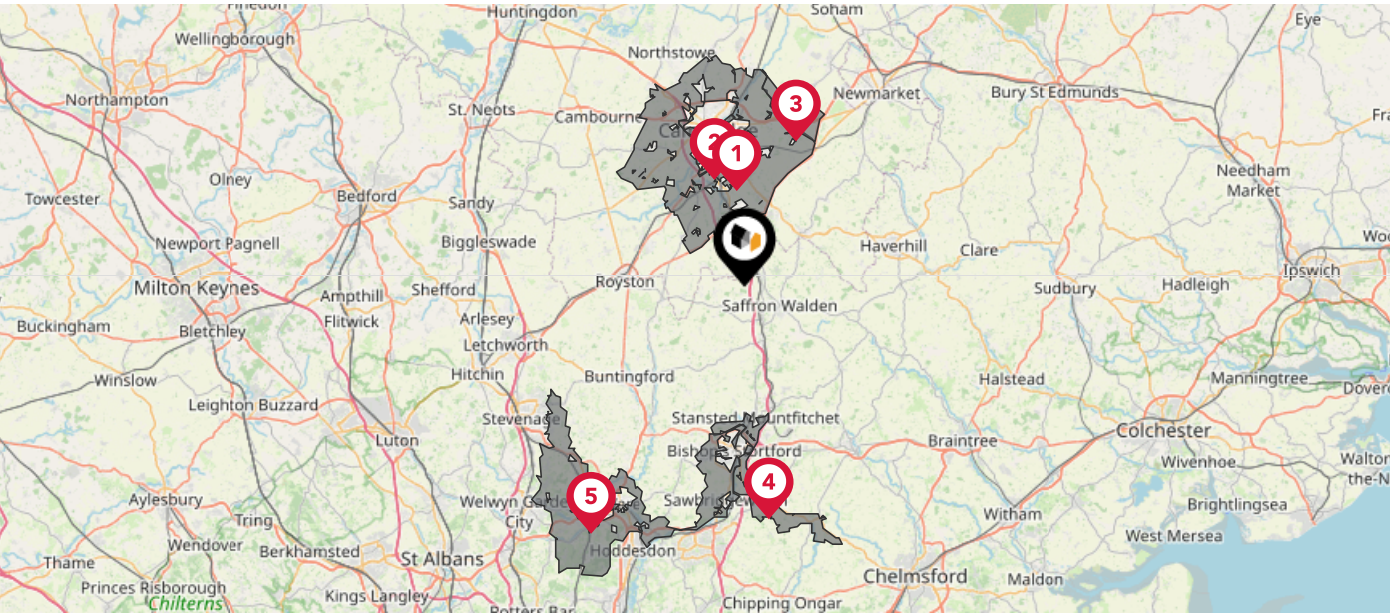 Finedon
Huntingdon
Soham
Eye
Wellingborough
Northstowe
Northampton
St. Neots
Cambourne
3
Newmarket
Bury St Edmunds
2
1
Needham
Market
Towcester
Olney
Bedford
Sandy
Newport Pagnell
Biggleswade
Haverhill
Clare
Milton Keynes
Ampthill
Shefford
Royston
Saffron Walden
Sudbury
Hadleigh
Ipswich
Buckingham
Bletchley
Flitwick
Arlesey
Letchworth
Winslow
Hitchin
Buntingford
Halstead
Manningtree
Leighton Buzzard
Stevenage
Luton
Braintree
Colchester
Wivenhoe
4
5
Aylesbury
Tring
City
Witham
Brightlingsea
Wendover
Berkhamsted
St Albans
Hoddesdon
West Mersea
Thame
Princes Risborough
Kings Langley
Chelmsford
Maldon
Chilterns
Potters Bar
Chipping Ongar